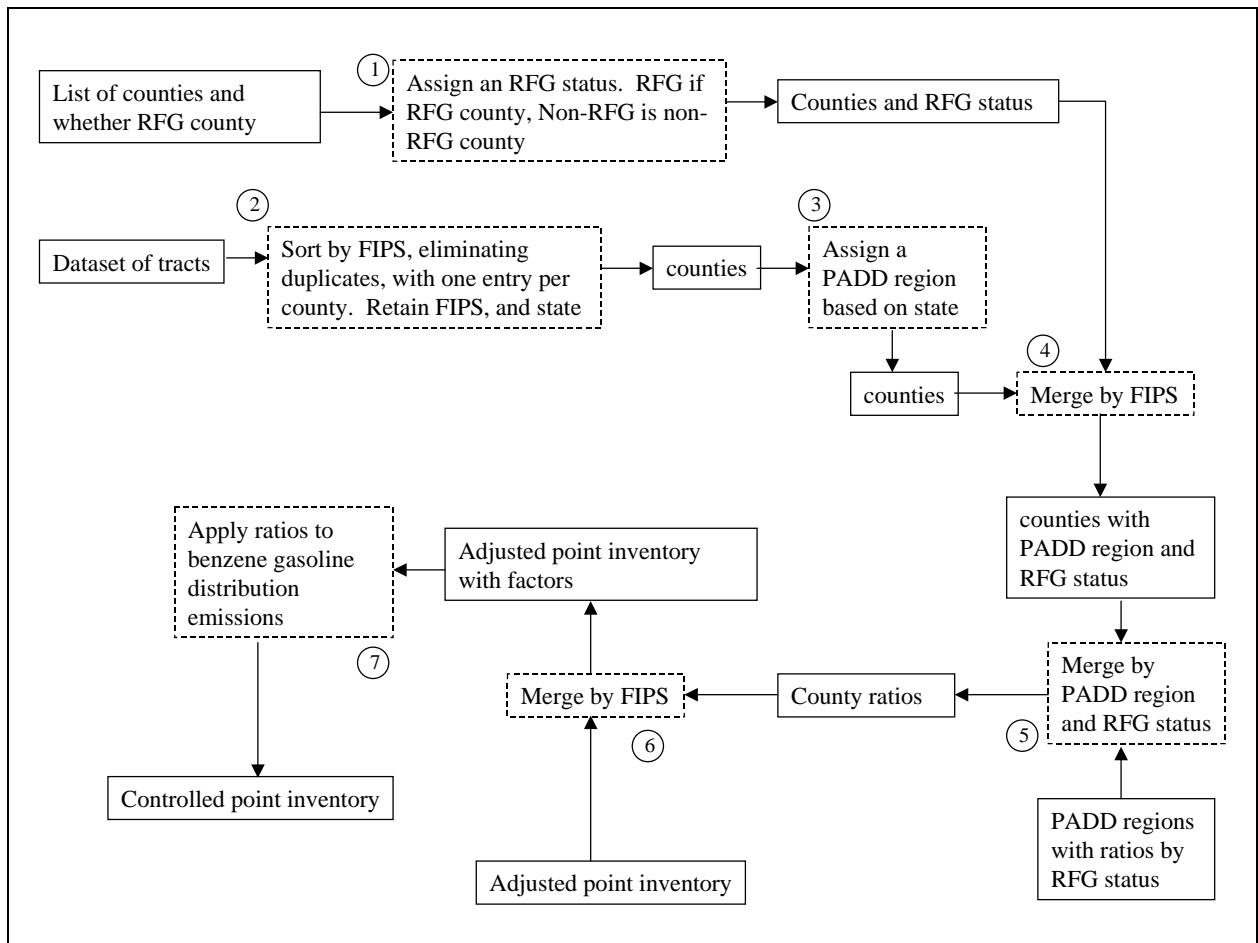 1
List of counties and
whether RFG county
Assign an RFG status.  RFG if
RFG county, Non-RFG is non-
RFG county
Counties and RFG status
2
3
Dataset of tracts
Sort by FIPS, eliminating
duplicates, with one entry per
county.  Retain FIPS, and state
counties
Assign a
PADD region
based on state
4
counties
Merge by FIPS
counties with
PADD region and
RFG status
Apply ratios to
benzene gasoline
distribution
emissions
Adjusted point inventory
with factors
7
Merge by FIPS
County ratios
Merge by
PADD region
and RFG status
6
5
Controlled point inventory
Adjusted point inventory
PADD regions
with ratios by
RFG status